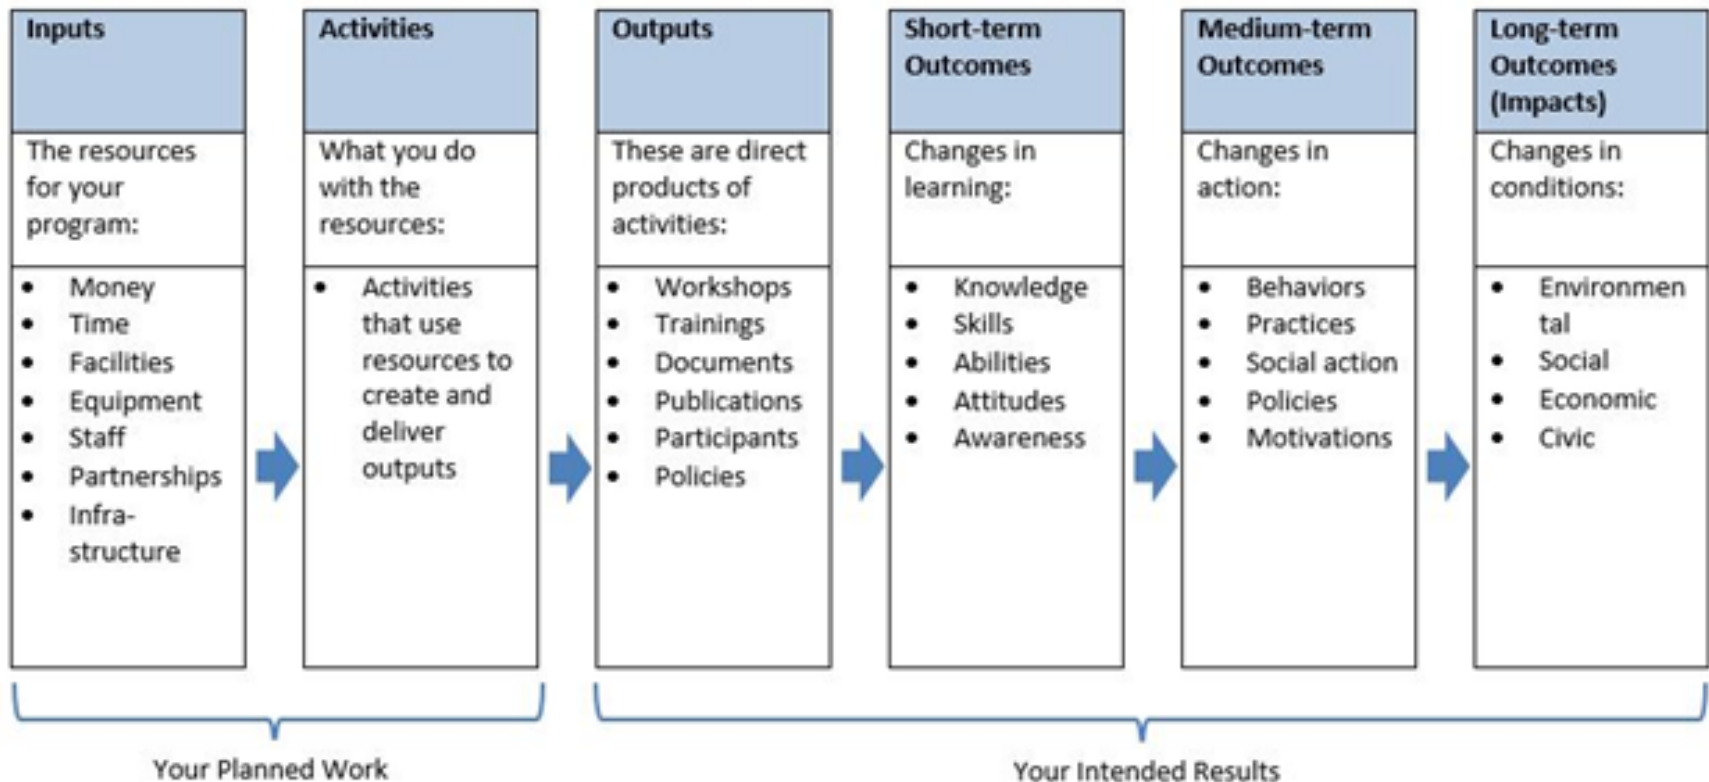 Inputs
The resources
for your
program:
• Money
• Time
• Facilities
• Equipment
• Staff
• Partnerships
• Infra-
structure
Activities
What you do
with the
resources:
• Activities
that use
resources to
create and
deliver
outputs
Outputs
These are direct
products of
activities:
• Workshops
• Trainings
• Documents
• Publications
• Participants
• Policies
Short-term
Outcomes
Changes in
learning:
• Knowledge
• Skills
• Abilities
• Attitudes
• Awareness
Medium-term
Outcomes
Changes in
action:
• Behaviors
• Practices
• Social action
• Policies
• Motivations
Long-term
Outcomes
(Impacts)
Changes in
conditions:
• Environmen
tal
• Social
• Economic
• Civic
Your Planned Work
Your Intended Results